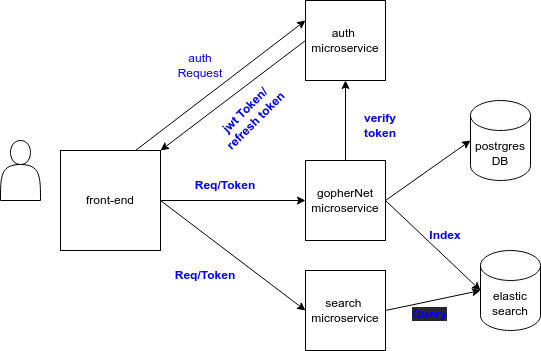 auth
microservice
auth
Request
jwt Token/
refresh token
verify
token
postrgres
DB
front-end
Req/Token
gopherNet
microservice
Index
Req/Token
search
microservice
Query
elastic
search